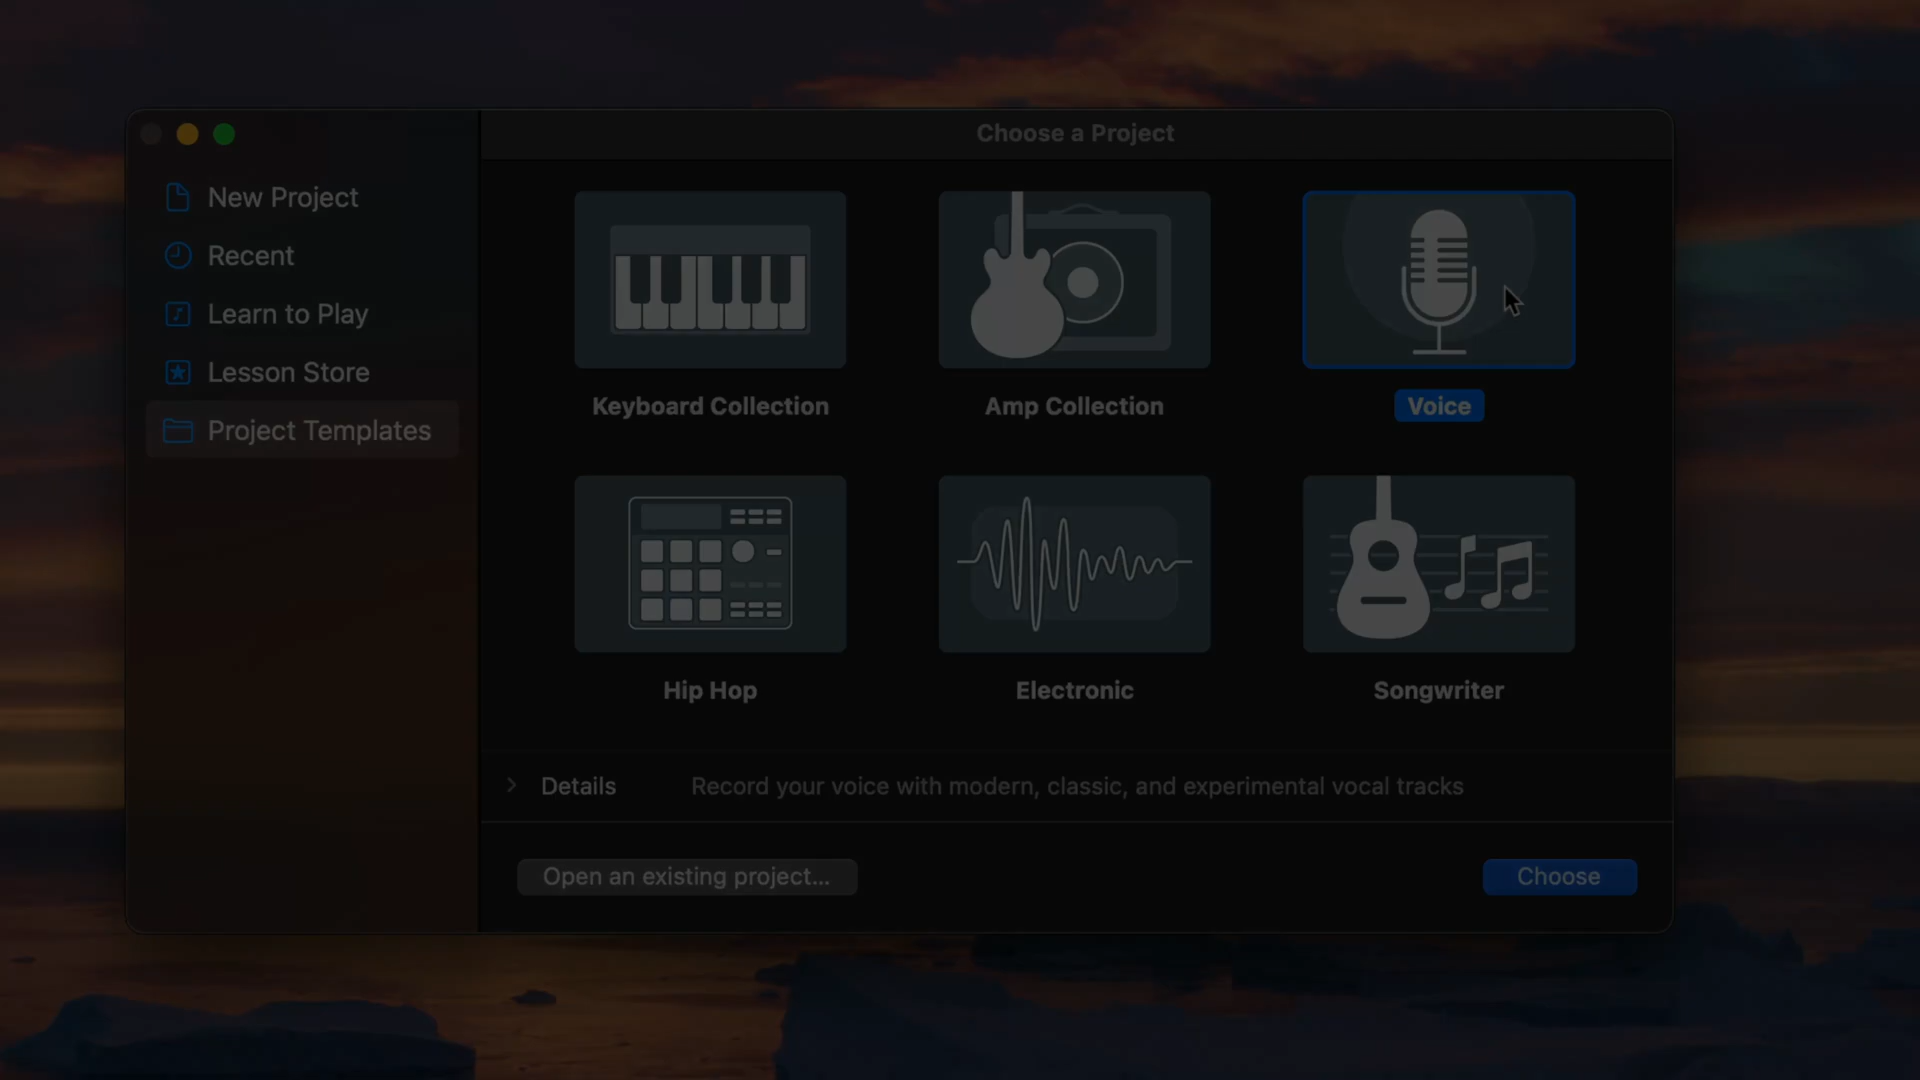 Choose a Project
New Project
Recent
Learn to Play
Lesson Store
Project Templates
Keyboard Collection
Amp Collection
Voice
Hip Hop
Electronic
Songwriter
Details
Record your voice with modern, classic, and experimental vocal tracks
Open an existing project...
Choose